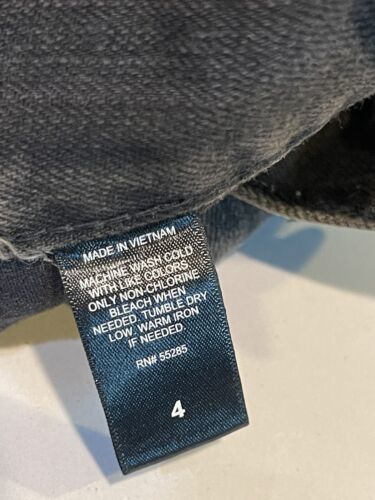 MADE IN VIETNAM
MACHINE WASH COLD
WITH LIKE COLORS.
ONLY NON-CHLORINE
BLEACH WHEN
NEEDED. TUMBLE DRY
LOW. WARM IRON
IF NEEDED.
RN# 55285
4